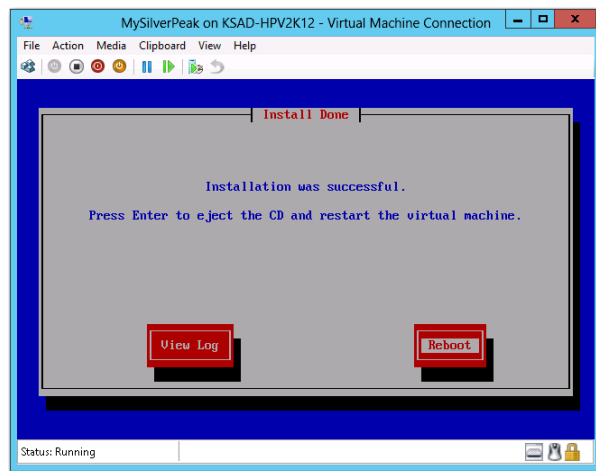 MySilverPeak on KSAD-HPV2K12 - Virtual Machine Connection
File Action Media Clipboard View Help
Install Done
Installation was successful.
Press Enter to eject the CD and restart the virtual machine.
View Log Reboot
Status: Running